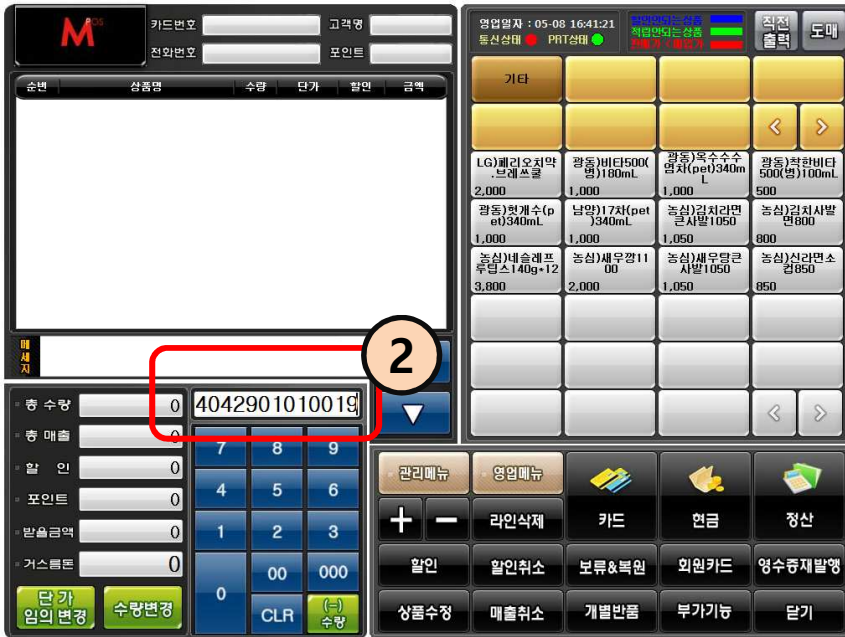 MPOS
카드번호
고객명
전화번호
포인트
영업일자 : 05-08 16:41:21
통신상태
PRT상태
할인안되는상품
적립안되는상품
판매가 < 매입가
직전
출력
도매
순번
상품명
수량
단가
할인
금액
기타
LG)페리오치약
.브레쓰쿨
2,000
광동)비타500(
병)180mL
1,000
광동)옥수수수
염차(pet)340m
L
1,000
광동)착한비타
500(병)100mL
500
광동)헛개수(p
et)340mL
1,000
남양)17차(pet
)340mL
1,000
농심)김치라면
큰사발1050
1,050
농심)김치사발
면800
800
농심)네슬레프
루팁스140g*12
3,800
농심)새우깡11
00
2,000
농심)새우탕큰
사발1050
1,050
농심)신라면소
컵850
850
메
세
지
2
총 수량
0
4042901010019
총 매출
0
할 인
0
포인트
0
받을금액
0
거스름돈
0
단가
임의변경
수량변경
7
8
9
4
5
6
1
2
3
0
00
000
CLR
(-)
수량
관리메뉴
영업메뉴
카드
현금
정산
+
-
라인삭제
할인
할인취소
보류&복원
회원카드
영수증재발행
상품수정
매출취소
개별반품
부가기능
닫기